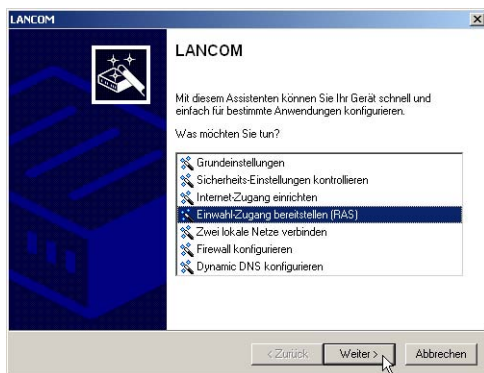 LANCOM
LANCOM
Mit diesem Assistenten können Sie Ihr Gerät schnell und
einfach für bestimmte Anwendungen konfigurieren.
Was möchten Sie tun?
Grundeinstellungen
Sicherheits-Einstellungen kontrollieren
Internet-Zugang einrichten
Einwahl-Zugang bereitstellen (RAS)
Zwei lokale Netze verbinden
Firewall konfigurieren
Dynamic DNS konfigurieren
< Zurück Weiter > Abbrechen